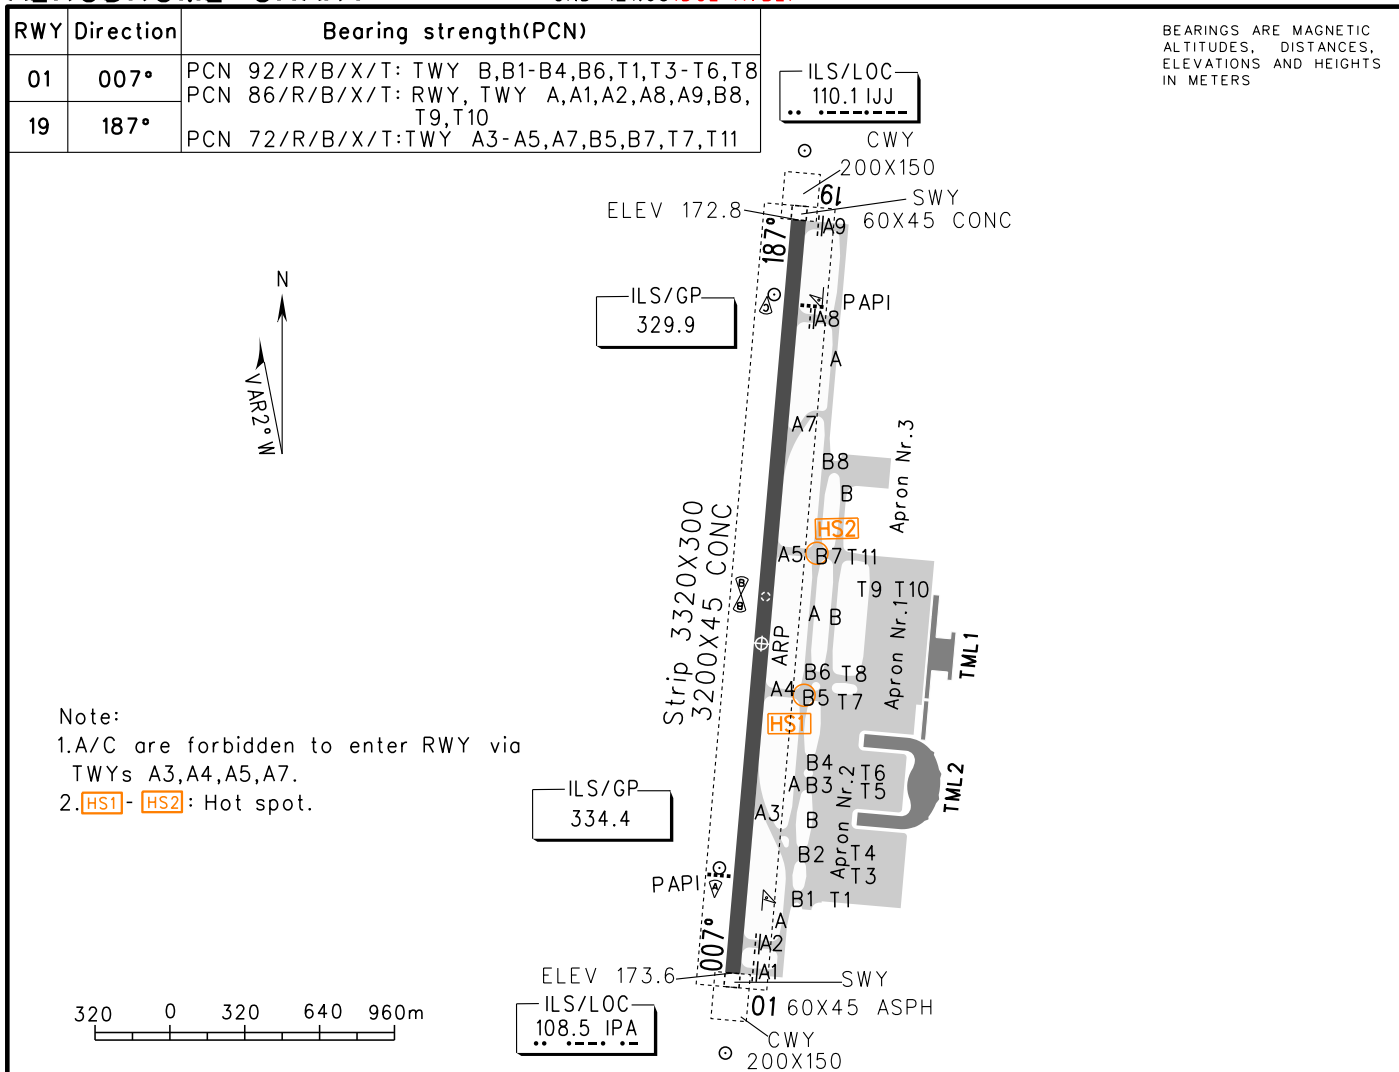 RWY Direction Bearing strength(PCN)
01 007° PCN 92/R/B/X/T: TWY B,B1-B4,B6,T1,T3-T6,T8
PCN 86/R/B/X/T: RWY, TWY A,A1,A2,A8,A9,B8,
T9,T10
19 187° PCN 72/R/B/X/T:TWY A3-A5,A7,B5,B7,T7,T11
BEARINGS ARE MAGNETIC
ALTITUDES, DISTANCES,
ELEVATIONS AND HEIGHTS
IN METERS
ILS/LOC
110.1 IJJ
CWY
200X150
19
SWY
60X45 CONC
ELEV 172.8
A9
187°
N
VAR2° W
ILS/GP
329.9
PAPI
A8
A
A7
B8
B
Apron Nr.3
HS2
A5
B7
T11
Strip 3320X300
3200X45 CONC
B
B
T9
T10
A
B
Apron Nr.1
TML1
ARP
B6
T8
A4
B5
T7
HS1
Note:
1.A/C are forbidden to enter RWY via
TWYs A3,A4,A5,A7.
2.HS1- HS2: Hot spot.
B4
T6
A
B3
T5
Apron Nr.2
TML2
ILS/GP
334.4
A3
B
B2
T4
T3
PAPI
A
B1
T1
A
007°
A2
ELEV 173.6
A1
SWY
01
60X45 ASPH
ILS/LOC
108.5 IPA
CWY
200X150
320 0 320 640 960m